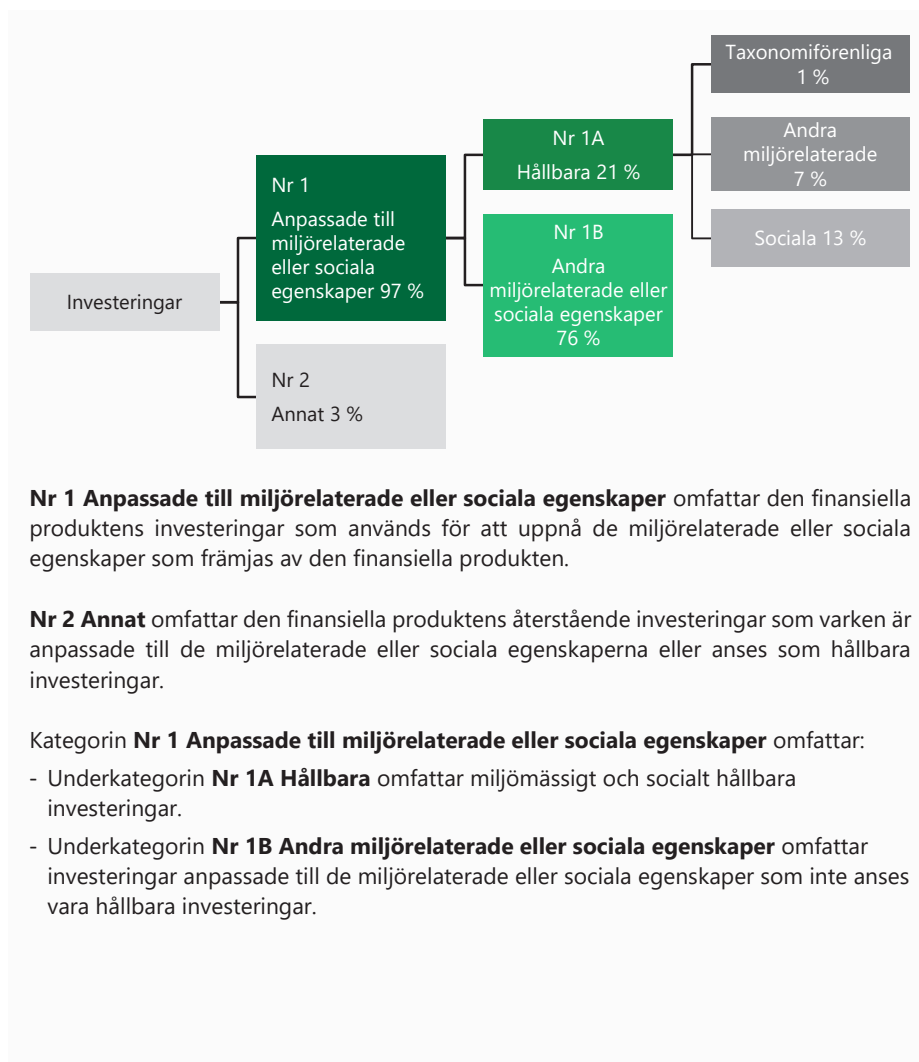 Taxonomiförenliga
1 %
Andra
miljörelaterade
7 %
Sociala 13 %
Nr 1A
Hållbara 21 %
Nr 1B
Andra
miljörelaterade eller
sociala egenskaper
76 %
Nr 1
Anpassade till
miljörelaterade
eller sociala
egenskaper 97 %
Investeringar
Nr 2
Annat 3 %
Nr 1 Anpassade till miljörelaterade eller sociala egenskaper omfattar den finansiella
produktens investeringar som används för att uppnå de miljörelaterade eller sociala
egenskaper som främjas av den finansiella produkten.
Nr 2 Annat omfattar den finansiella produktens återstående investeringar som varken är
anpassade till de miljörelaterade eller sociala egenskaperna eller anses som hållbara
investeringar.
Kategorin Nr 1 Anpassade till miljörelaterade eller sociala egenskaper omfattar:
- Underkategorin Nr 1A Hållbara omfattar miljömässigt och socialt hållbara
investeringar.
- Underkategorin Nr 1B Andra miljörelaterade eller sociala egenskaper omfattar
investeringar anpassade till de miljörelaterade eller sociala egenskaper som inte anses
vara hållbara investeringar.